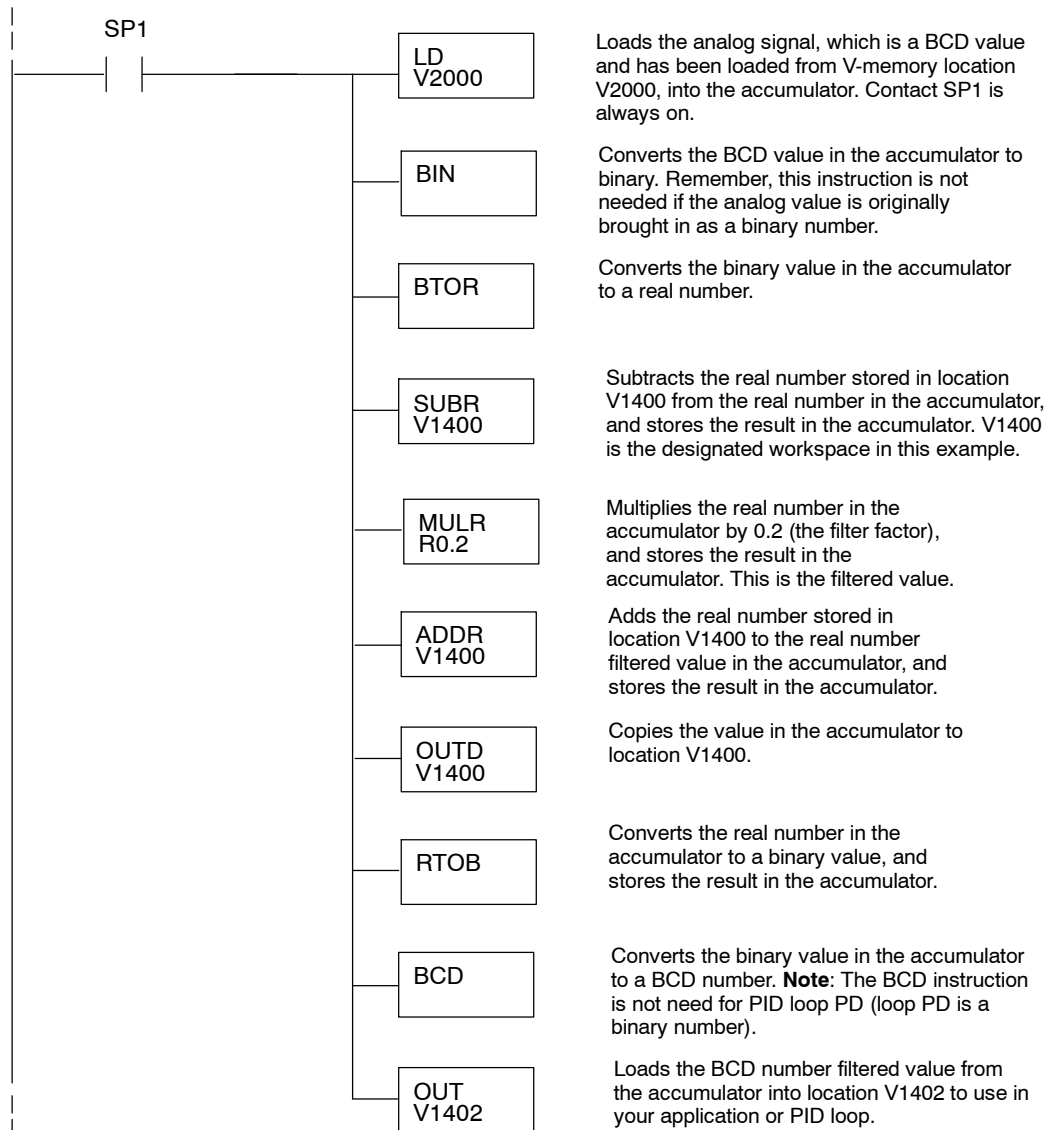 SP1
LD
V2000
Loads the analog signal, which is a BCD value
and has been loaded from V-memory location
V2000, into the accumulator. Contact SP1 is
always on.
BIN
Converts the BCD value in the accumulator to
binary. Remember, this instruction is not
needed if the analog value is originally
brought in as a binary number.
BTOR
Converts the binary value in the accumulator
to a real number.
SUBR
V1400
Subtracts the real number stored in location
V1400 from the real number in the accumulator,
and stores the result in the accumulator. V1400
is the designated workspace in this example.
MULR
R0.2
Multiplies the real number in the
accumulator by 0.2 (the filter factor),
and stores the result in the
accumulator. This is the filtered value.
ADDR
V1400
Adds the real number stored in
location V1400 to the real number
filtered value in the accumulator, and
stores the result in the accumulator.
OUTD
V1400
Copies the value in the accumulator to
location V1400.
RTOB
Converts the real number in the
accumulator to a binary value, and
stores the result in the accumulator.
BCD
Converts the binary value in the accumulator
to a BCD number. Note: The BCD instruction
is not need for PID loop PD (loop PD is a
binary number).
OUT
V1402
Loads the BCD number filtered value from
the accumulator into location V1402 to use in
your application or PID loop.